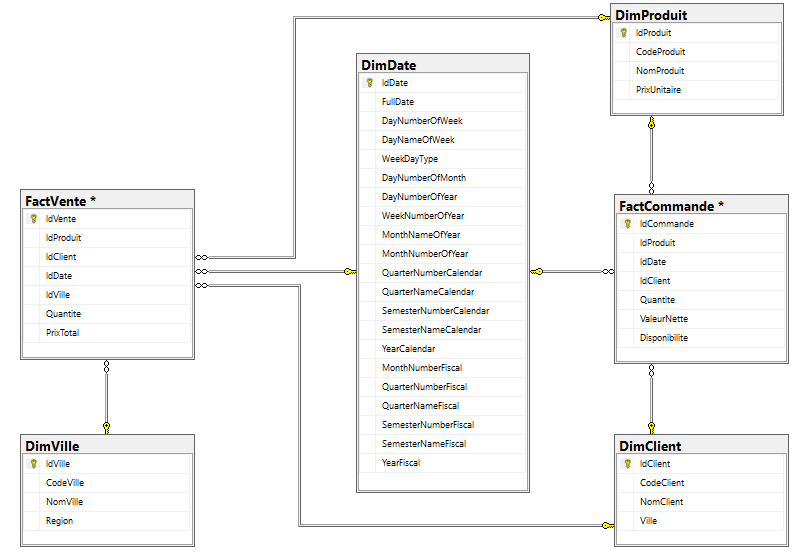 DimProduit
IdProduit
CodeProduit
NomProduit
PrixUnitaire
DimDate
IdDate
FullDate
DayNumberOfWeek
DayNameOfWeek
WeekDayType
DayNumberOfMonth
DayNumberOfYear
WeekNumberOfYear
MonthNameOfYear
MonthNumberOfYear
QuarterNumberCalendar
QuarterNameCalendar
SemesterNumberCalendar
SemesterNameCalendar
YearCalendar
MonthNumberFiscal
QuarterNumberFiscal
QuarterNameFiscal
SemesterNumberFiscal
SemesterNameFiscal
YearFiscal
FactVente *
IdVente
IdProduit
IdClient
IdDate
IdVille
Quantite
PrixTotal
FactCommande *
IdCommande
IdProduit
IdDate
IdClient
Quantite
ValeurNette
Disponibilite
DimVille
IdVille
CodeVille
NomVille
Region
DimClient
IdClient
CodeClient
NomClient
Ville